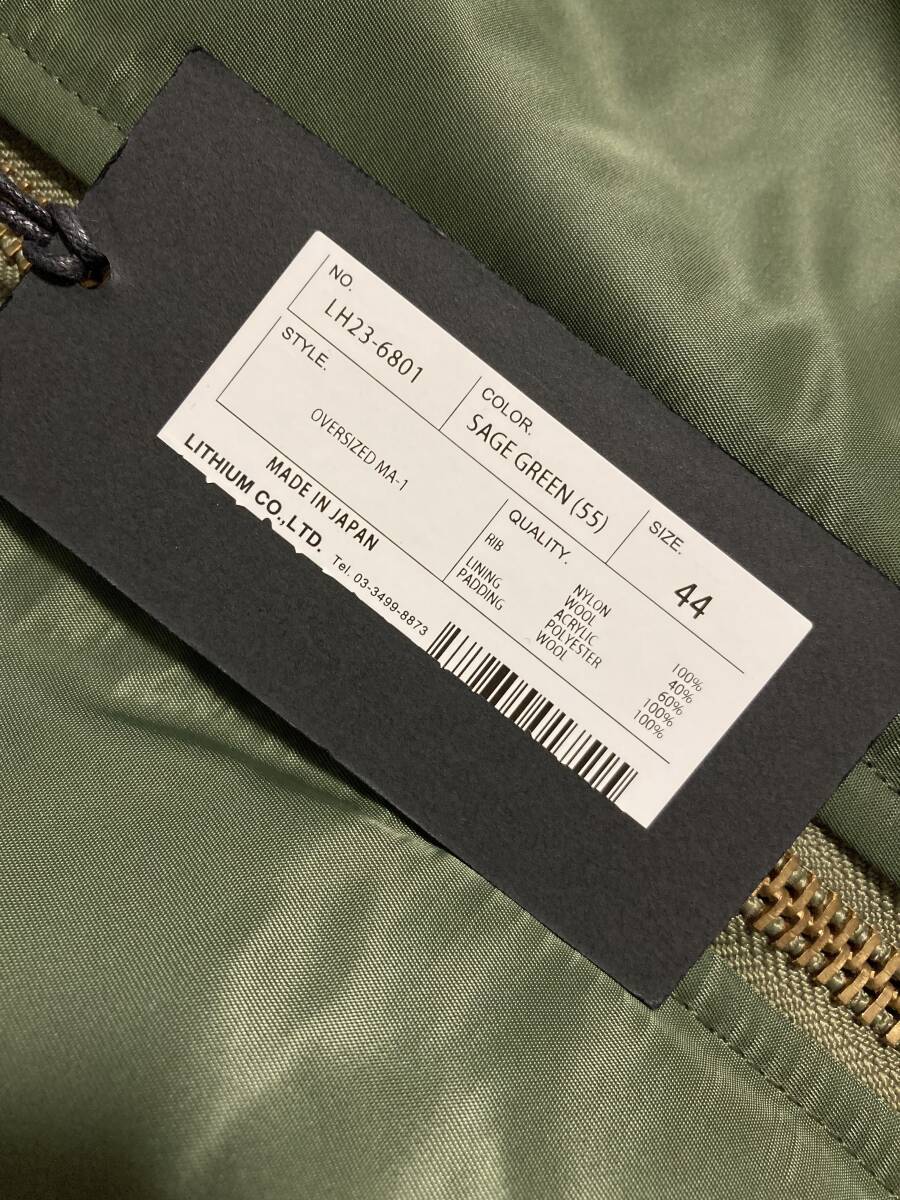 NO.
LH23-6801
COLOR.
SAGE GREEN (55)
SIZE.
44
STYLE.
OVERSIZED MA-1
QUALITY.
NYLON 100%
RIB WOOL 40%
ACRYLIC 60%
LINING POLYESTER 100%
PADDING WOOL 100%
MADE IN JAPAN
LITHIUM CO.,LTD.
Tel. 03-3499-8873